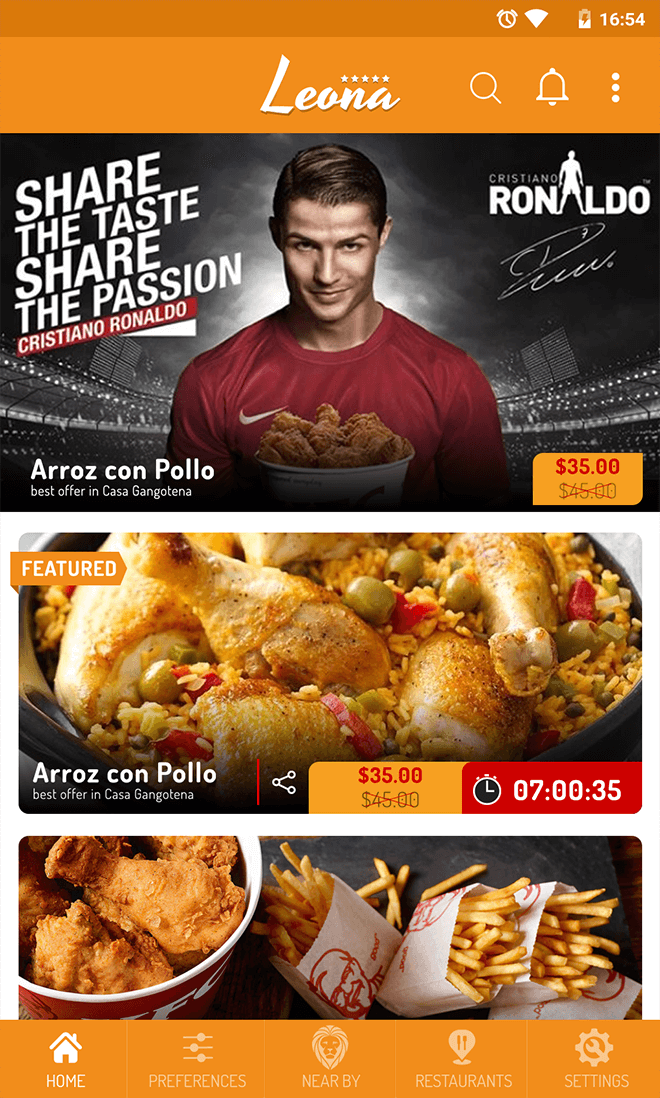 16:54
Leona
SHARE
THE TASTE
SHARE
THE PASSION
CRISTIANO RONALDO
CRISTIANO
RONALDO
TM
7
Arroz con Pollo
best offer in Casa Gangotena
$35.00
$45.00
FEATURED
Arroz con Pollo
best offer in Casa Gangotena
$35.00
$45.00
07:00:35
HOME
PREFERENCES
NEAR BY
RESTAURANTS
SETTINGS